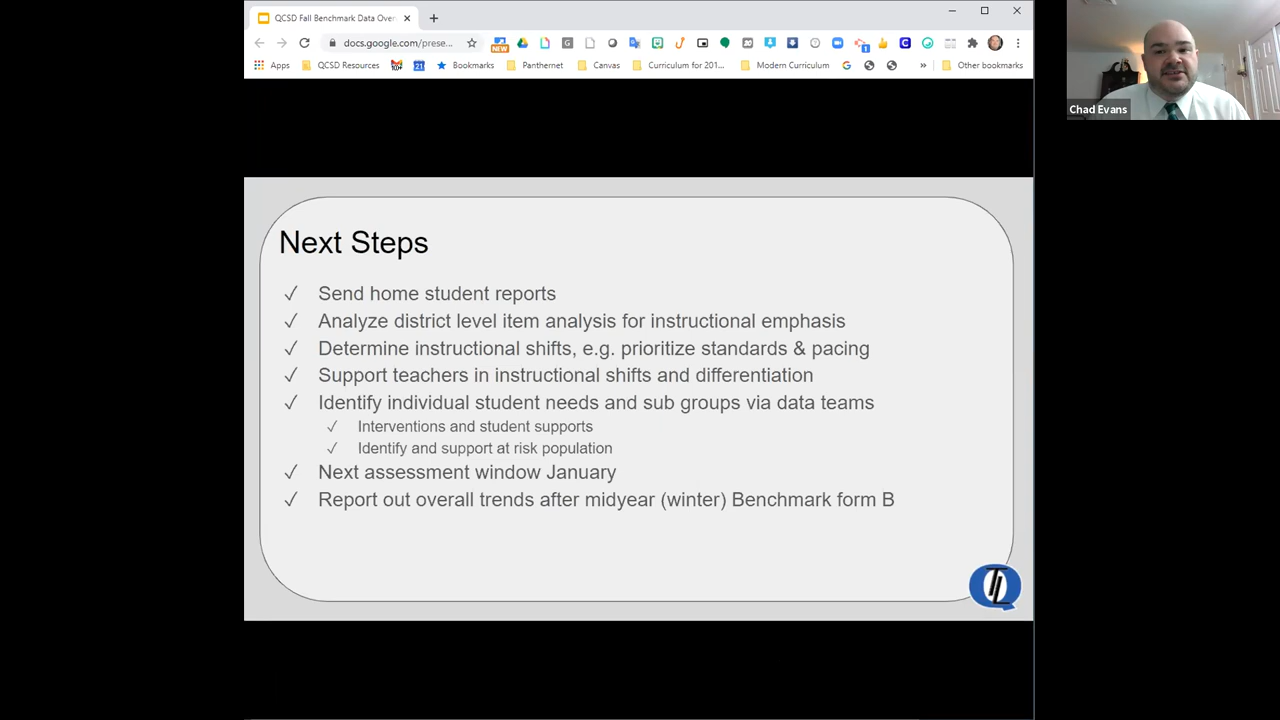 QCSD Fall Benchmark Data Over
docs.google.com/prese...
NEW
1
Apps
QCSD Resources
21
Bookmarks
Panthernet
Canvas
Curriculum for 201...
Modern Curriculum
»
Other bookmarks
Chad Evans
Next Steps
✓ Send home student reports
✓ Analyze district level item analysis for instructional emphasis
✓ Determine instructional shifts, e.g. prioritize standards & pacing
✓ Support teachers in instructional shifts and differentiation
✓ Identify individual student needs and sub groups via data teams
✓ Interventions and student supports
✓ Identify and support at risk population
✓ Next assessment window January
✓ Report out overall trends after midyear (winter) Benchmark form B